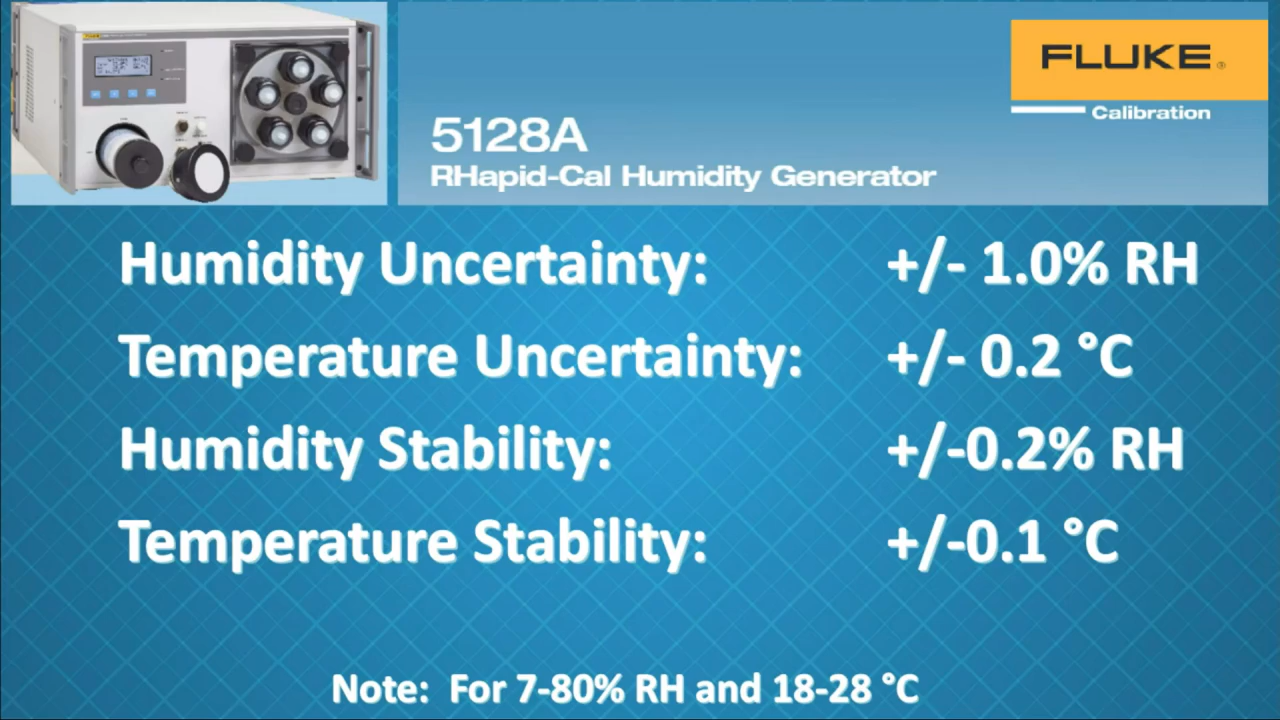 FLUKE ®
Calibration
5128A
RHapid-Cal Humidity Generator
Humidity Uncertainty: +/- 1.0% RH
Temperature Uncertainty: +/- 0.2 °C
Humidity Stability: +/-0.2% RH
Temperature Stability: +/-0.1 °C
Note: For 7-80% RH and 18-28 °C